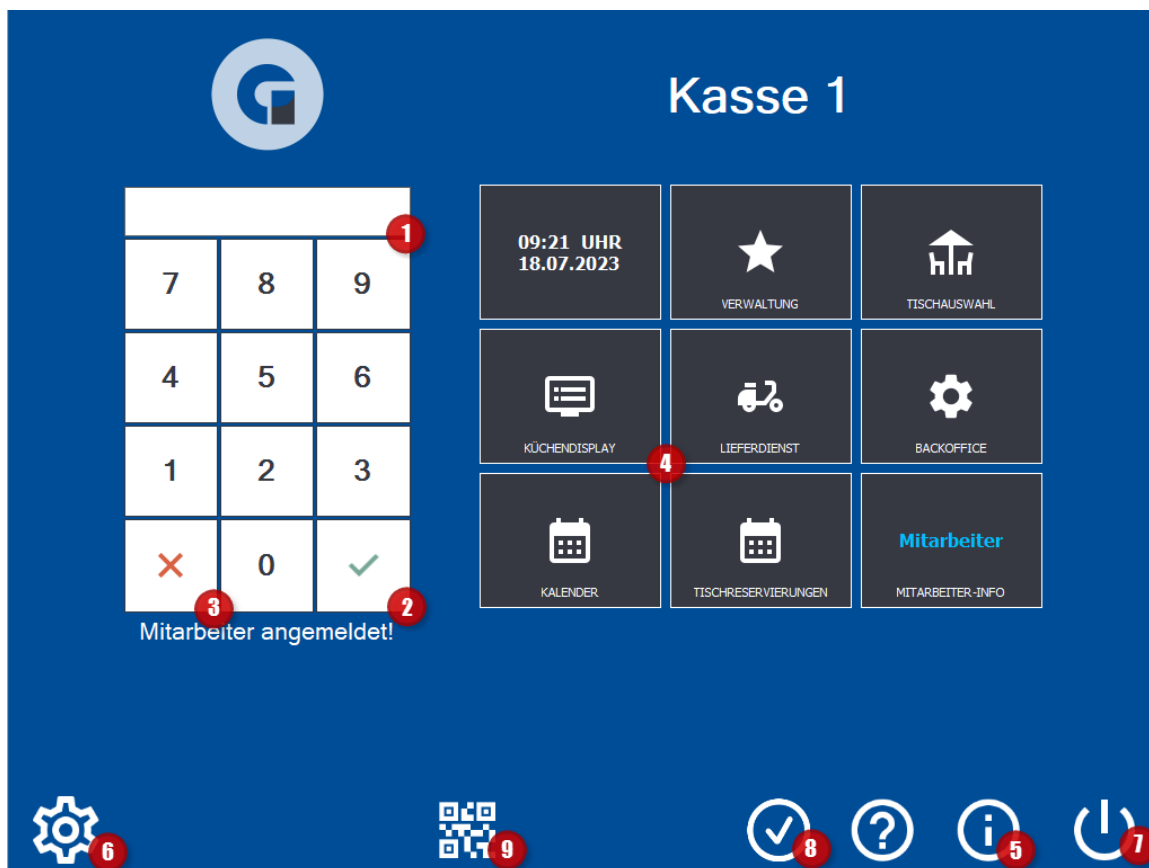 Kasse 1
1
7 8 9
4 5 6
1 2 3
0
3
2
Mitarbeiter angemeldet!
09:21 UHR
18.07.2023
VERWALTUNG
TISCHAUSWAHL
KÜCHENDISPLAY
LIEFERDIENST
BACKOFFICE
4
KALENDER
TISCHRESERVIERUNGEN
Mitarbeiter
MITARBEITER-INFO
6
9
8
?
i
5
7